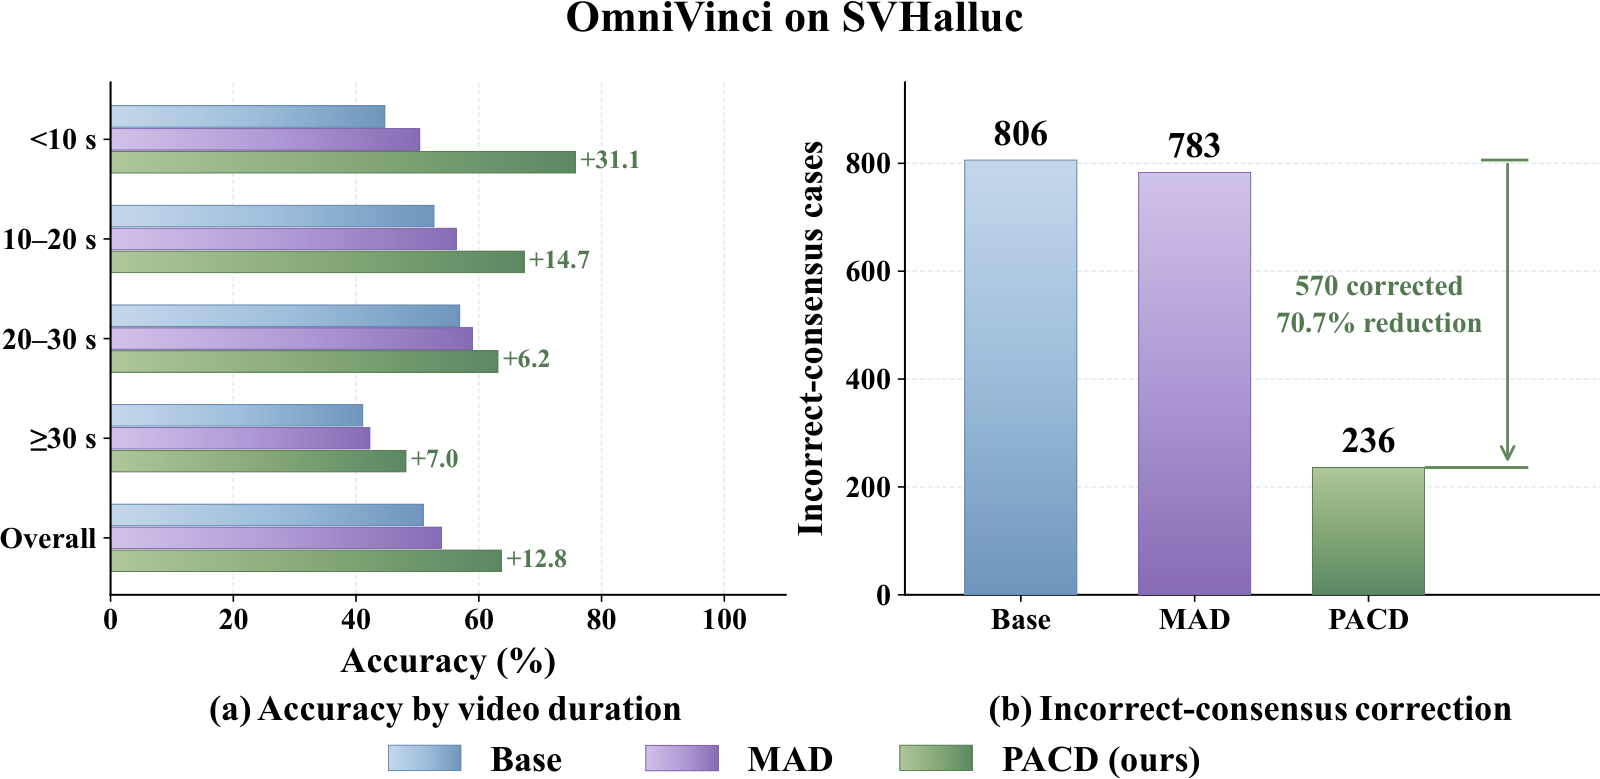 OmniVinci on SVHalluc
<10 s
+31.1
10–20 s
+14.7
20–30 s
+6.2
≥30 s
+7.0
Overall
+12.8
0 20 40 60 80 100
Accuracy (%)
(a) Accuracy by video duration
Incorrect-consensus cases
800
600
400
200
0
806
783
236
570 corrected
70.7% reduction
Base MAD PACD
(b) Incorrect-consensus correction
Base MAD PACD (ours)